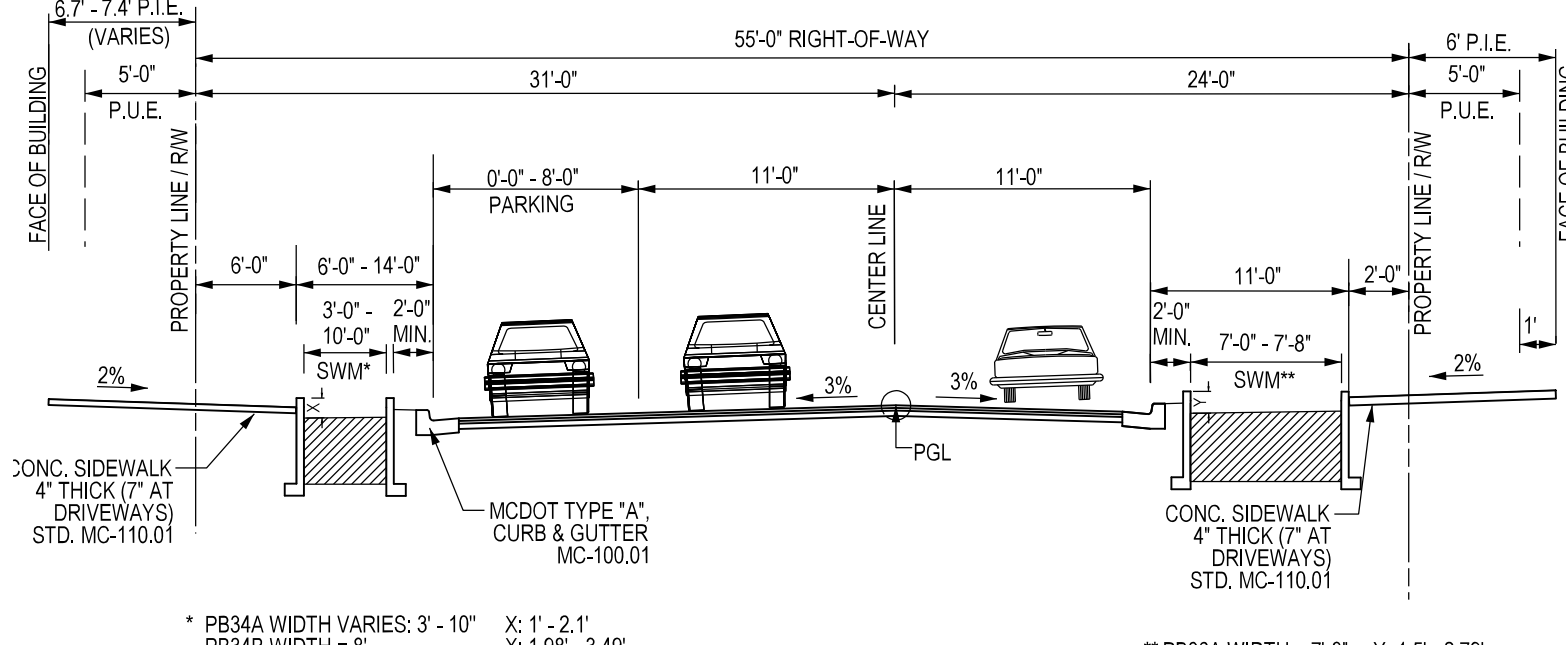 6.7' - 7.4' P.I.E.
(VARIES)
55'-0" RIGHT-OF-WAY
6' P.I.E.
5'-0"
P.U.E.
31'-0"
24'-0"
5'-0"
P.U.E.
FACE OF BUILDING
PROPERTY LINE / R/W
0'-0" - 8'-0"
PARKING
11'-0"
CENTER LINE
11'-0"
PROPERTY LINE / R/W
FACE OF BUILDING
6'-0"
6'-0" - 14'-0"
11'-0"
2'-0"
3'-0" -
10'-0"
SWM*
2'-0"
MIN.
2'-0"
MIN.
7'-0" - 7'-8"
SWM**
1'
2%
X
3%
3%
Y
2%
PGL
CONC. SIDEWALK
4" THICK (7" AT
DRIVEWAYS)
STD. MC-110.01
MCDOT TYPE "A",
CURB & GUTTER
MC-100.01
CONC. SIDEWALK
4" THICK (7" AT
DRIVEWAYS)
STD. MC-110.01
* PB34A WIDTH VARIES: 3' - 10" X: 1' - 2.1'